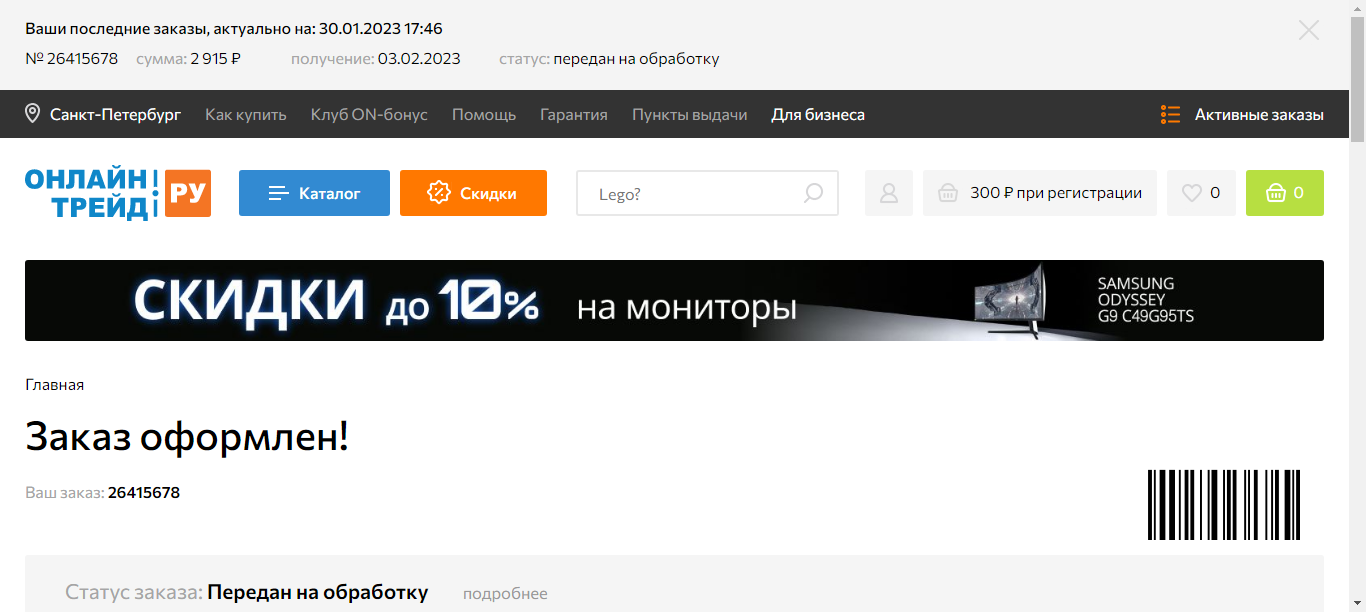 Ваши последние заказы, актуально на: 30.01.2023 17:46
№ 26415678 сумма: 2 915 ₽ получение: 03.02.2023 статус: передан на обработку
Санкт-Петербург Как купить Клуб ON-бонус Помощь Гарантия Пункты выдачи Для бизнеса Активные заказы
ОНЛАЙН ТРЕЙД РУ Каталог Скидки Lego? 300 ₽ при регистрации 0 0
СКИДКИ до 10% на мониторы
SAMSUNG
ODYSSEY
G9 C49G95TS
Главная
Заказ оформлен!
Ваш заказ: 26415678
Статус заказа: Передан на обработку подробнее